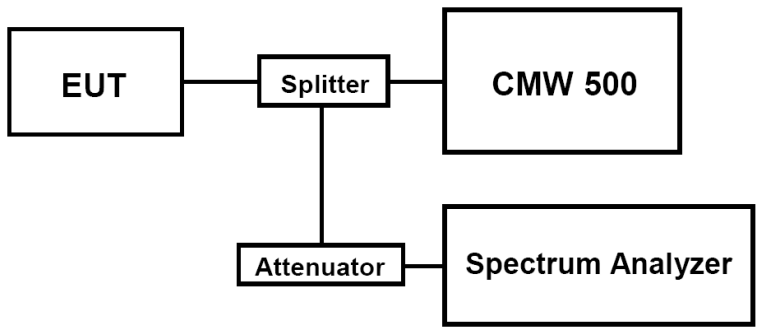 EUT
Splitter
CMW 500
Attenuator
Spectrum Analyzer